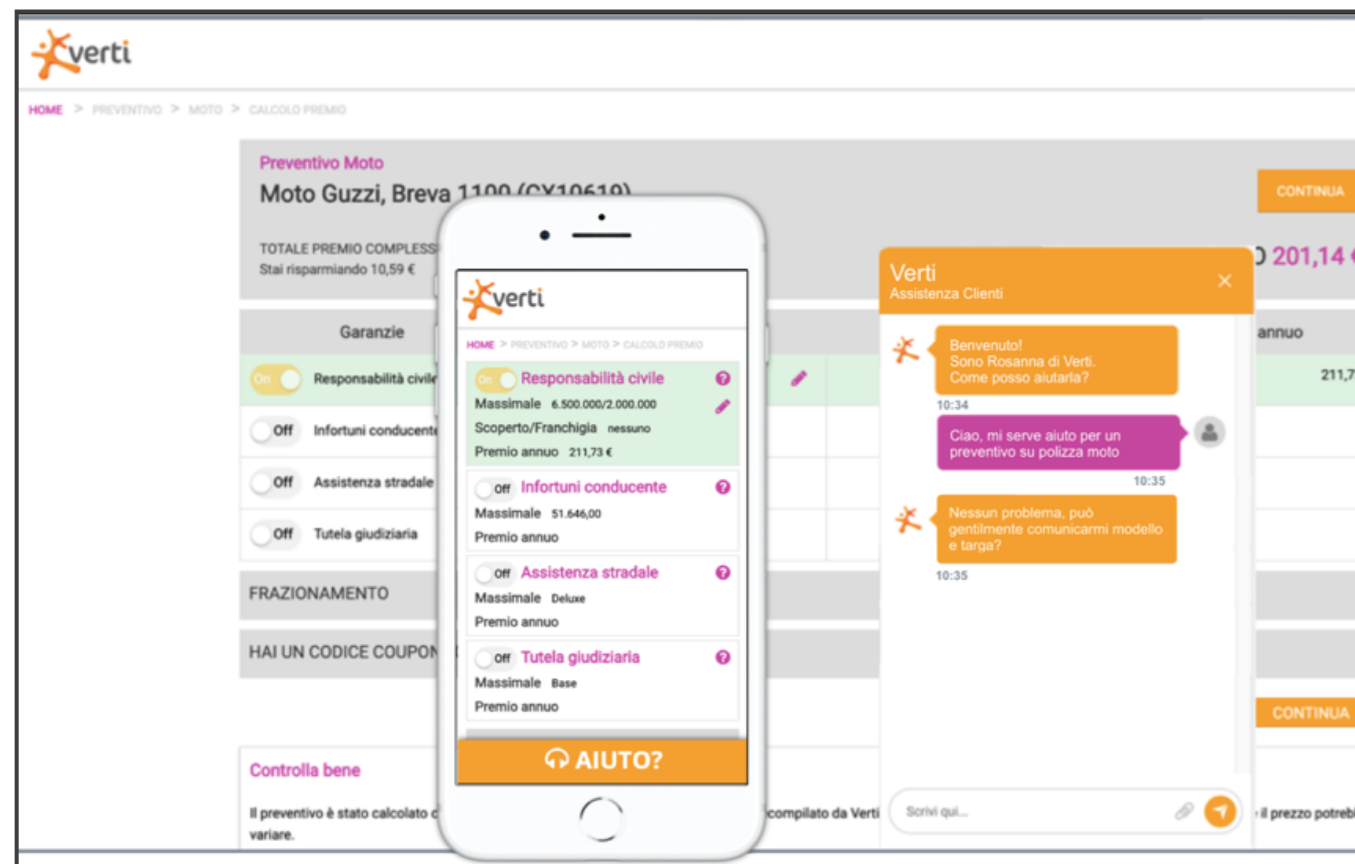 verti
HOME > PREVENTIVO > MOTO > CALCOLO PREMIO
Preventivo Moto
Moto Guzzi, Breva 1100 (CX10619)
CONTINUA
TOTALE PREMIO COMPLESS
Stai risparmiando 10,59 €
201,14 €
Garanzie
annuo
On Responsabilità civile
211,7
Off Infortuni conducente
Off Assistenza stradale
Off Tutela giudiziaria
FRAZIONAMENTO
HAI UN CODICE COUPON
CONTINUA
Controlla bene
Il preventivo è stato calcolato
compilato da Verti
il prezzo potreb
variare.
verti
HOME > PREVENTIVO > MOTO > CALCOLO PREMIO
On Responsabilità civile ?
Massimale 6.500.000/2.000.000
Scoperto/Franchigia nessuno
Premio annuo 211,73 €
Off Infortuni conducente ?
Massimale 51.646,00
Premio annuo
Off Assistenza stradale ?
Massimale Deluxe
Premio annuo
Off Tutela giudiziaria ?
Massimale Base
Premio annuo
AIUTO?
Verti
Assistenza Clienti
Benvenuto!
Sono Rosanna di Verti.
Come posso aiutarla?
10:34
Ciao, mi serve aiuto per un
preventivo su polizza moto
10:35
Nessun problema, può
gentilmente comunicarmi modello
e targa?
10:35
Scrivi qui...